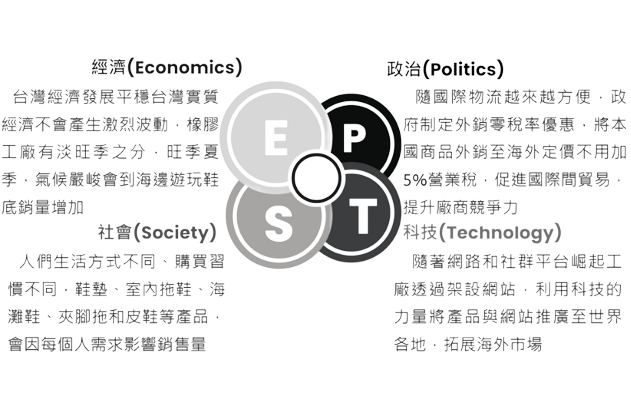 經濟(Economics)
台灣經濟發展平穩台灣實質
經濟不會產生激烈波動，橡膠
工廠有淡旺季之分，旺季夏
季，氣候嚴峻會到海邊遊玩鞋
底銷量增加
政治(Politics)
隨國際物流越來越方便，政
府制定外銷零稅率優惠，將本
國商品外銷至海外定價不用加
5%營業稅，促進國際間貿易，
提升廠商競爭力
E
P
S
T
社會(Society)
人們生活方式不同、購買習
慣不同，鞋墊、室內拖鞋、海
灘鞋、夾腳拖和皮鞋等產品，
會因每個人需求影響銷售量
科技(Technology)
隨著網路和社群平台崛起工
廠透過架設網站，利用科技的
力量將產品與網站推廣至世界
各地，拓展海外市場